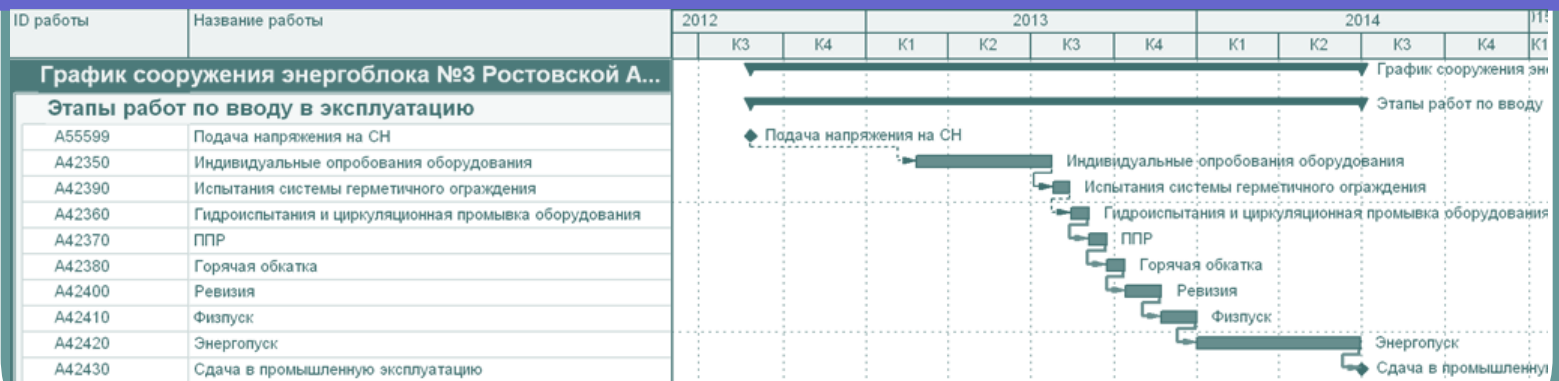 ID работы Название работы 2012 2013 2014
К3 К4 К1 К2 К3 К4 К1 К2 К3 К4 К1
График сооружения энергоблока №3 Ростовской А... График сооружения
Этапы работ по вводу в эксплуатацию Этапы работ по вводу
A55599 Подача напряжения на СН Подача напряжения на СН
A42350 Индивидуальные опробования оборудования Индивидуальные опробования оборудования
A42390 Испытания системы герметичного ограждения Испытания системы герметичного ограждения
A42360 Гидроиспытания и циркуляционная промывка оборудования Гидроиспытания и циркуляционная промывка оборудования
A42370 ППР ППР
A42380 Горячая обкатка Горячая обкатка
A42400 Ревизия Ревизия
A42410 Физпуск Физпуск
A42420 Энергопуск Энергопуск
A42430 Сдача в промышленную эксплуатацию Сдача в